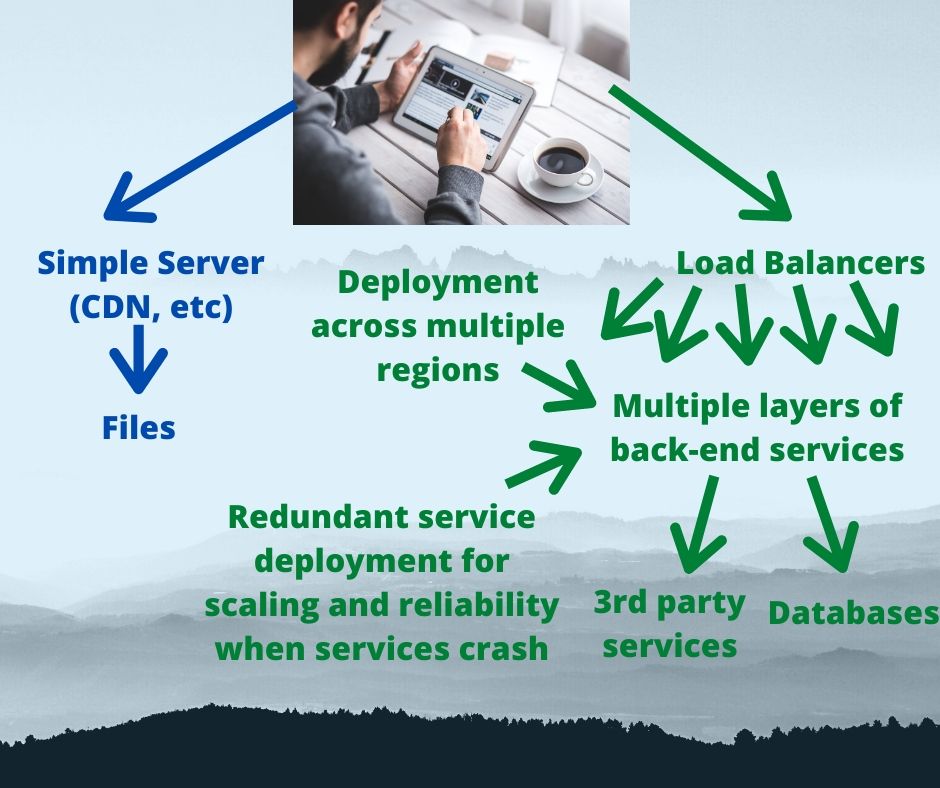 Simple Server
(CDN, etc)
Files
Deployment
across multiple
regions
Load Balancers
Multiple layers of
back-end services
Redundant service
deployment for
scaling and reliability
when services crash
3rd party
services
Databases